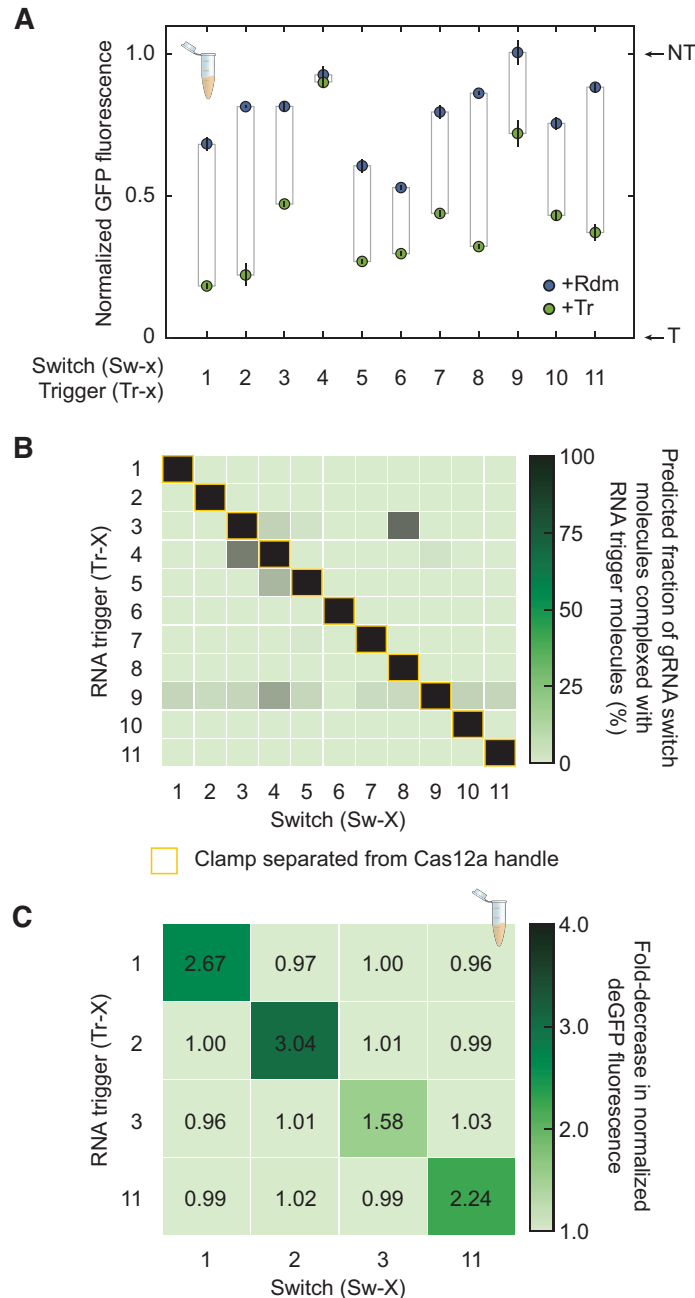 A
Normalized GFP fluorescence
1.0
0.5
0
NT
T
+Rdm
+Tr
Switch (Sw-x)
Trigger (Tr-x)
1 2 3 4 5 6 7 8 9 10 11
B
RNA trigger (Tr-X)
1
2
3
4
5
6
7
8
9
10
11
1 2 3 4 5 6 7 8 9 10 11
Switch (Sw-X)
100
75
50
25
0
Predicted fraction of gRNA switch
molecules complexed with
RNA trigger molecules (%)
Clamp separated from Cas12a handle
C
RNA trigger (Tr-X)
1 2.67 0.97 1.00 0.96
2 1.00 3.04 1.01 0.99
3 0.96 1.01 1.58 1.03
11 0.99 1.02 0.99 2.24
1 2 3 11
Switch (Sw-X)
4.0
3.0
2.0
1.0
Fold-decrease in normalized
deGFP fluorescence